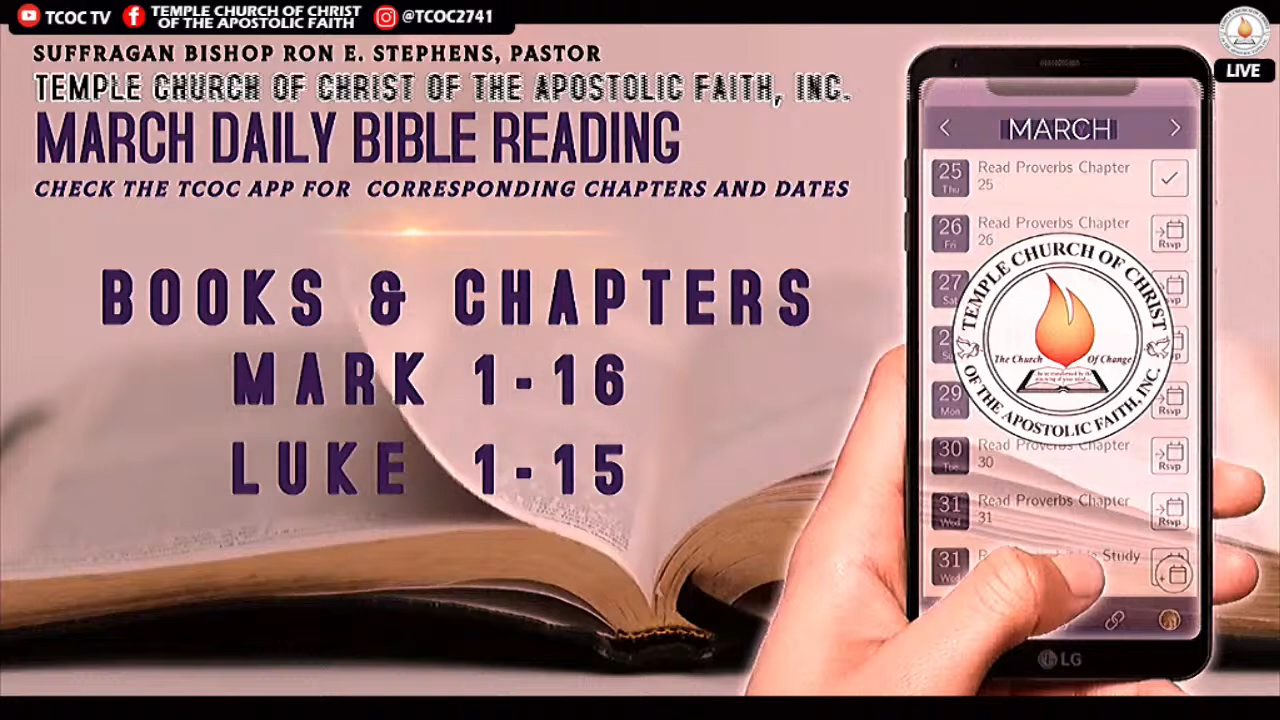 TCOC TV
TEMPLE CHURCH OF CHRIST
OF THE APOSTOLIC FAITH
@TCOC2741
LIVE
SUFFRAGAN BISHOP RON E. STEPHENS, PASTOR
TEMPLE CHURCH OF CHRIST OF THE APOSTOLIC FAITH, INC.
MARCH DAILY BIBLE READING
CHECK THE TCOC APP FOR CORRESPONDING CHAPTERS AND DATES
BOOKS & CHAPTERS
MARK 1-16
LUKE 1-15
MARCH
25 Read Proverbs Chapter
Thu 25
26 Read Proverbs Chapter
Fri 26 Rsvp
27
TEMPLE CHURCH OF CHRIST
OF THE APOSTOLIC FAITH, INC.
The Church Of Change
29
Mon Rsvp
30 Read Proverbs Chapter
Tue 30 Rsvp
31 Read Proverbs Chapter
Wed 31 Rsvp
31 Study
Wed
LG